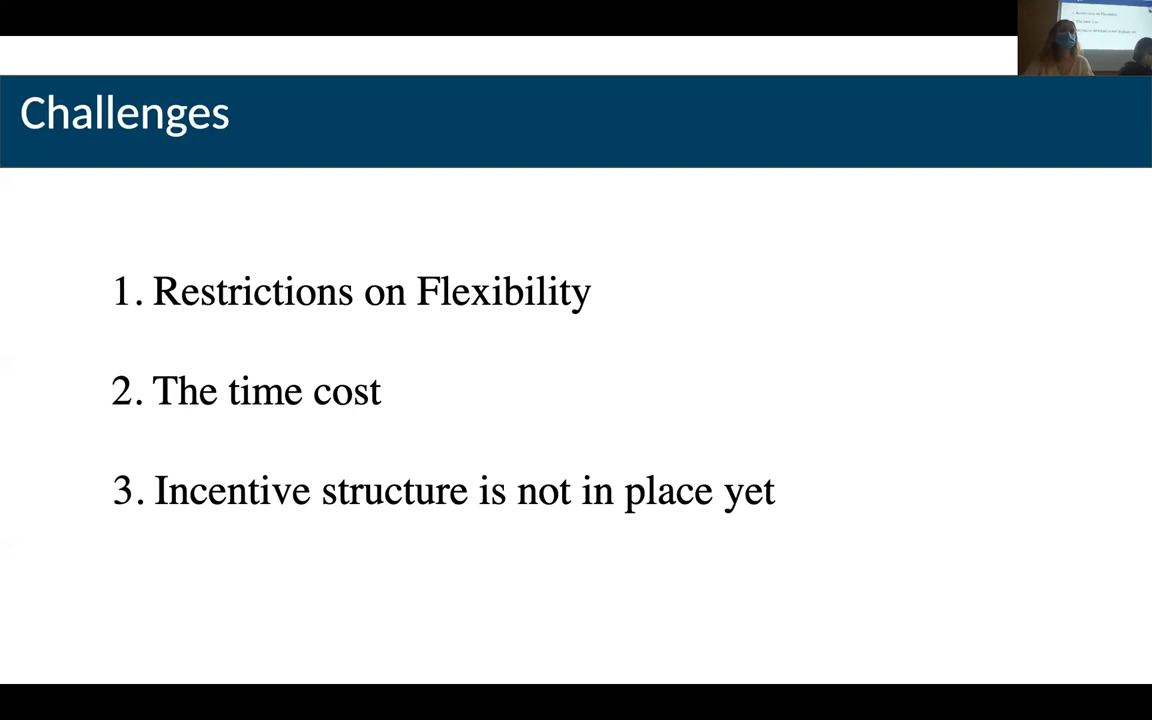 Challenges
1. Restrictions on Flexibility
2. The time cost
3. Incentive structure is not in place yet